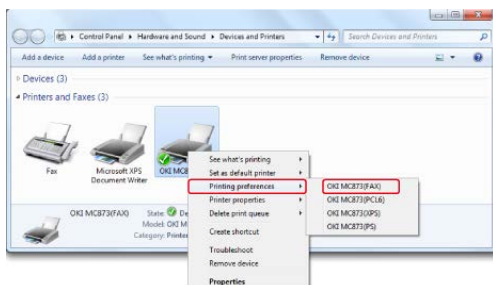 Control Panel ▸ Hardware and Sound ▸ Devices and Printers
Search Devices and Printers
Add a device Add a printer See what's printing Print server properties Remove device
Devices (3)
Printers and Faxes (3)
Fax
Microsoft XPS
Document Writer
OKI MC8
See what's printing
Set as default printer
Printing preferences
Printer properties
Delete print queue
Create shortcut
Troubleshoot
Remove device
Properties
OKI MC873(FAX)
OKI MC873(PCL6)
OKI MC873(XPS)
OKI MC873(PS)
OKI MC873(FAX)
State: De
Model: OKI M
Category: Printer